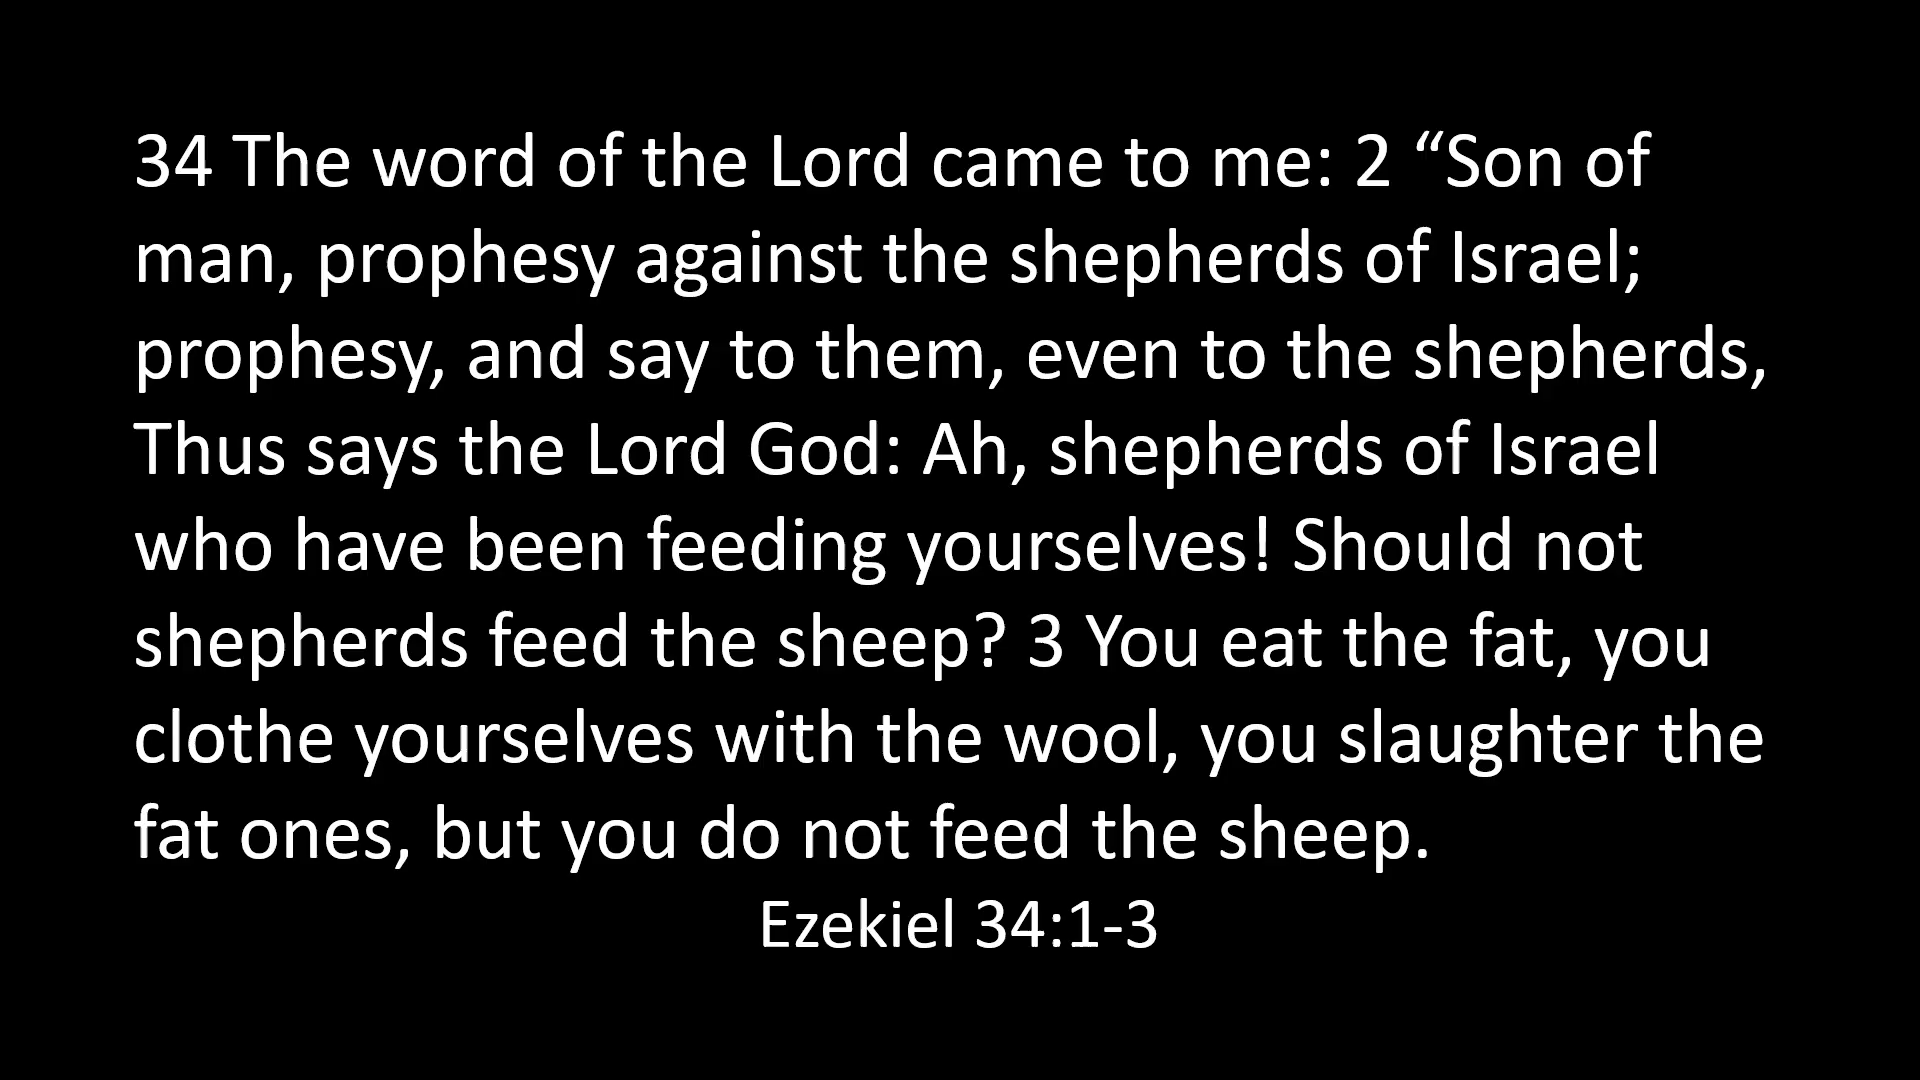 34 The word of the Lord came to me: 2 “Son of
man, prophesy against the shepherds of Israel;
prophesy, and say to them, even to the shepherds,
Thus says the Lord God: Ah, shepherds of Israel
who have been feeding yourselves! Should not
shepherds feed the sheep? 3 You eat the fat, you
clothe yourselves with the wool, you slaughter the
fat ones, but you do not feed the sheep.
Ezekiel 34:1-3